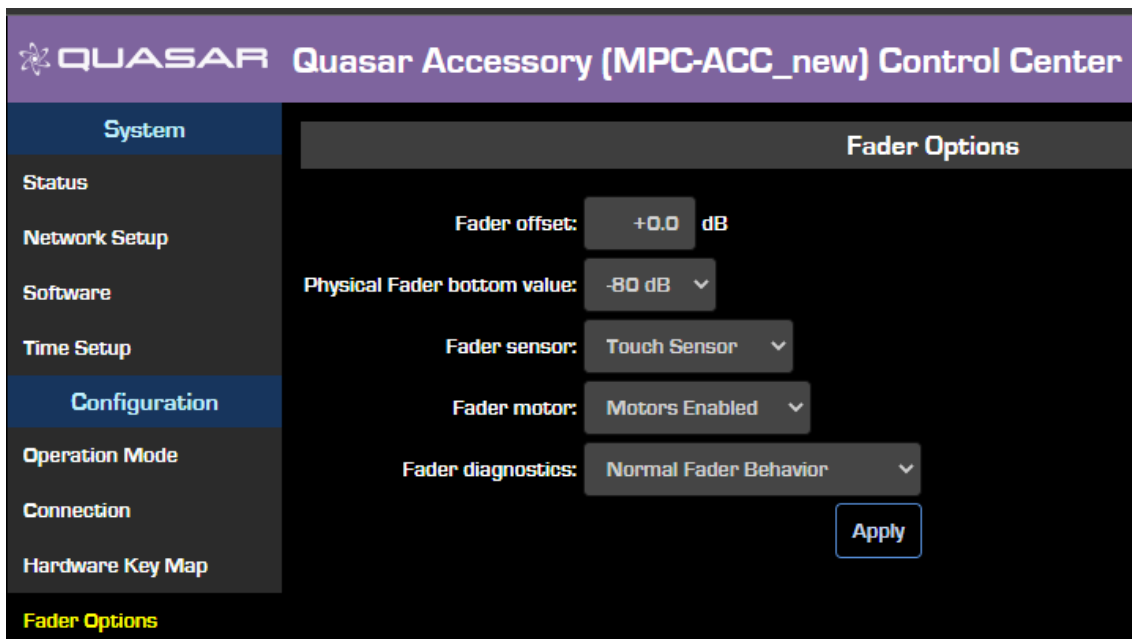 QUASAR Quasar Accessory (MPC-ACC_new) Control Center
System
Status
Network Setup
Software
Time Setup
Configuration
Operation Mode
Connection
Hardware Key Map
Fader Options
Fader Options
Fader offset: +0.0 dB
Physical Fader bottom value: -80 dB
Fader sensor: Touch Sensor
Fader motor: Motors Enabled
Fader diagnostics: Normal Fader Behavior
Apply